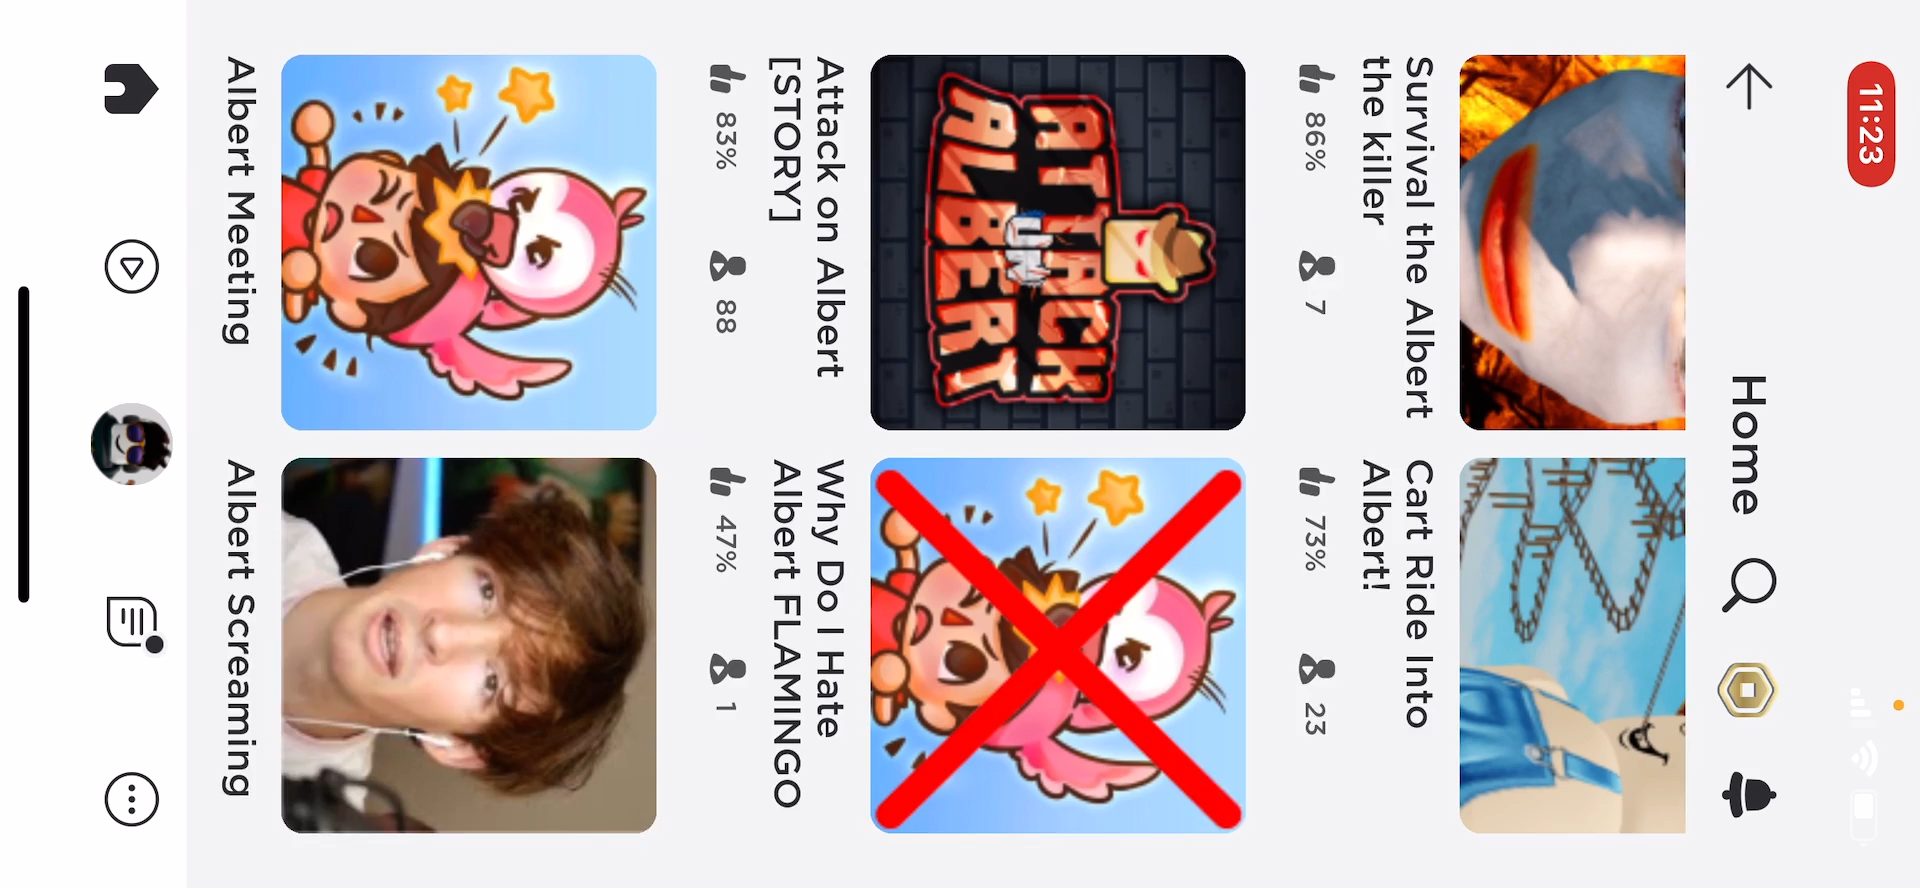 11:23
Home
Survival the Albert
the killer
86% 7
Cart Ride Into
Albert!
73% 23
ATTACK
ON
ALBERT
Attack on Albert
[STORY]
83% 88
Why Do I Hate
Albert FLAMINGO
47% 1
Albert Meeting
Albert Screaming